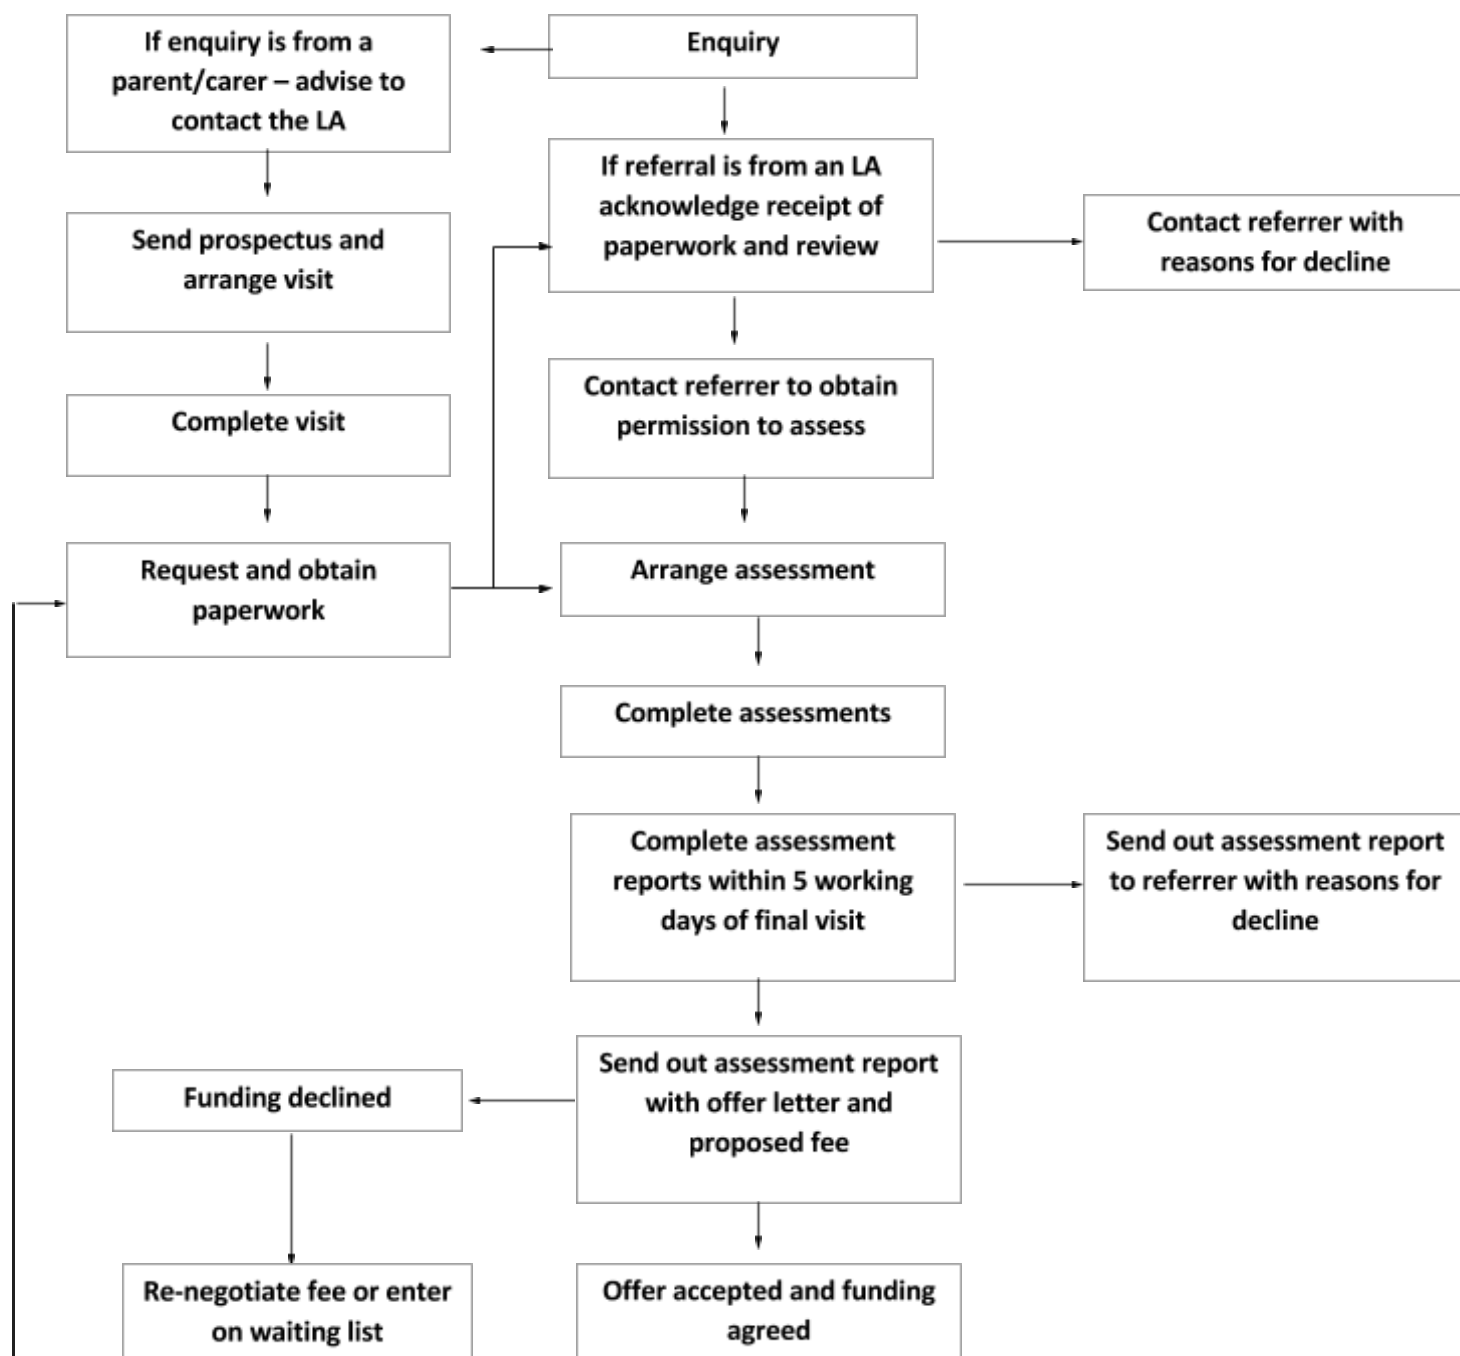 If enquiry is from a
parent/carer – advise to
contact the LA
Enquiry
If referral is from an LA
acknowledge receipt of
paperwork and review
Contact referrer with
reasons for decline
Send prospectus and
arrange visit
Contact referrer to obtain
permission to assess
Complete visit
Request and obtain
paperwork
Arrange assessment
Complete assessments
Complete assessment
reports within 5 working
days of final visit
Send out assessment report
to referrer with reasons for
decline
Send out assessment report
with offer letter and
proposed fee
Funding declined
Re-negotiate fee or enter
on waiting list
Offer accepted and funding
agreed